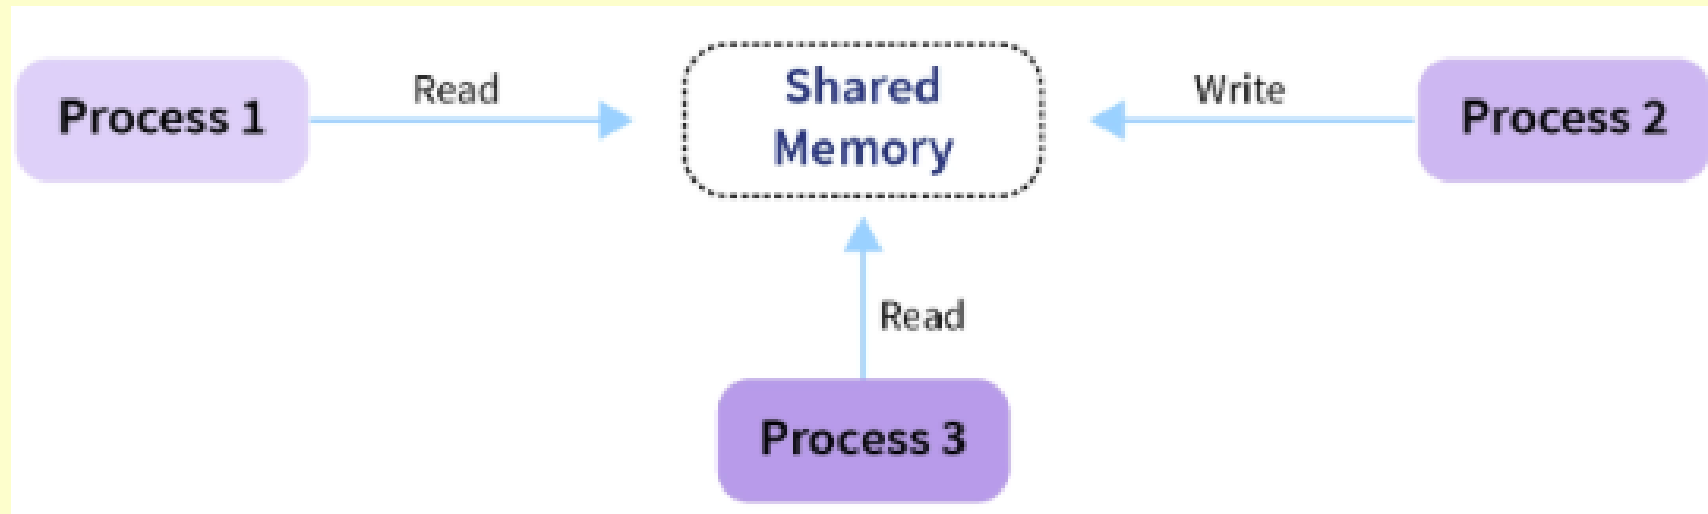 Process 1
Read
Shared
Memory
Write
Process 2
Read
Process 3